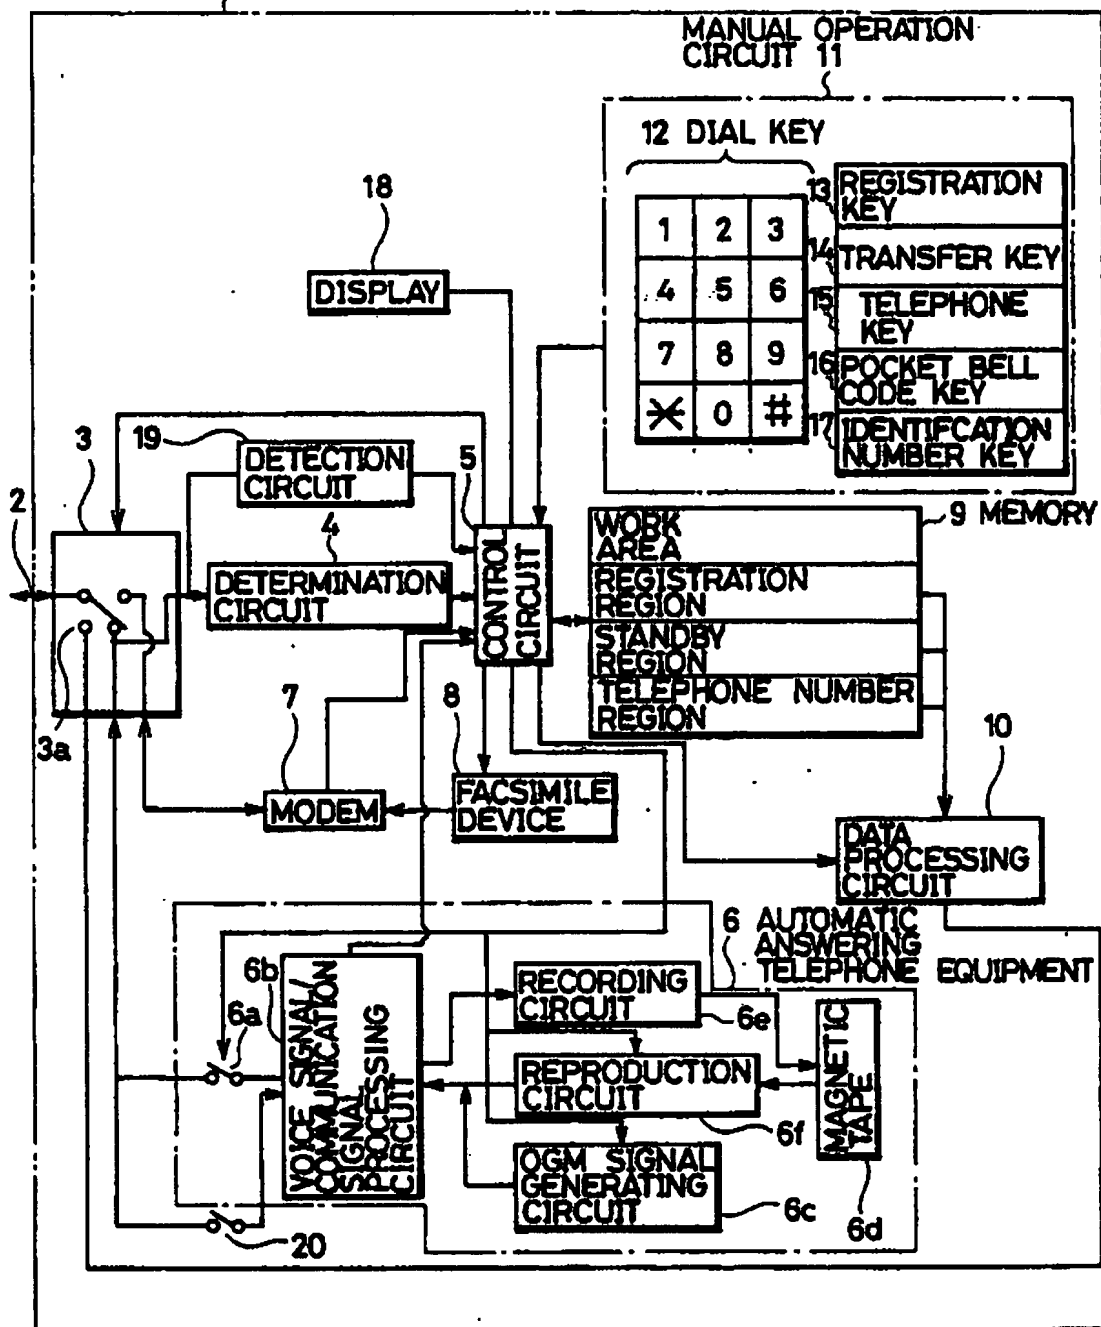 MANUAL OPERATION
CIRCUIT 11
12 DIAL KEY
1 2 3
4 5 6
7 8 9
* 0 #
13 REGISTRATION
KEY
14 TRANSFER KEY
15 TELEPHONE
KEY
16 POCKET BELL
CODE KEY
17 IDENTIFCATION
NUMBER KEY
18
DISPLAY
19
DETECTION
CIRCUIT
3
2
3a
4
DETERMINATION
CIRCUIT
5
CONTROL
CIRCUIT
9 MEMORY
WORK
AREA
REGISTRATION
REGION
STANDBY
REGION
TELEPHONE NUMBER
REGION
7
MODEM
8
FACSIMILE
DEVICE
10
DATA
PROCESSING
CIRCUIT
6 AUTOMATIC
ANSWERING
TELEPHONE EQUIPMENT
6a
6b
VOICE SIGNAL/
COMMUNICATION
SIGNAL
PROCESSING
CIRCUIT
RECORDING
CIRCUIT
6e
REPRODUCTION
CIRCUIT
6f
OGM SIGNAL
GENERATING
CIRCUIT
6c
MAGNETIC
TAPE
6d
20